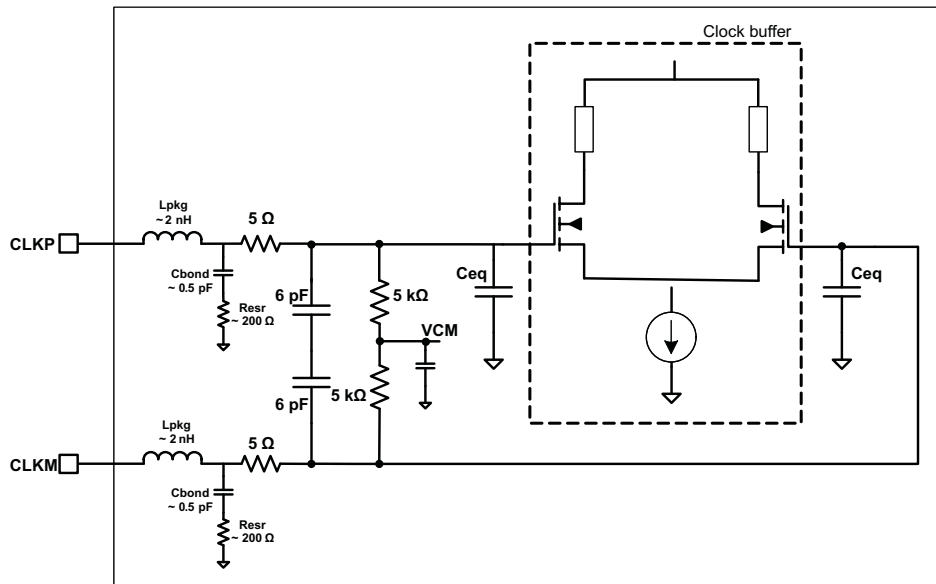 Clock buffer
Lpkg
~ 2 nH
5 Ω
CLKP
Cbond
~ 0.5 pF
Resr
~ 200 Ω
6 pF
5 kΩ
Ceq
Ceq
VCM
6 pF
5 kΩ
Lpkg
~ 2 nH
5 Ω
CLKM
Cbond
~ 0.5 pF
Resr
~ 200 Ω